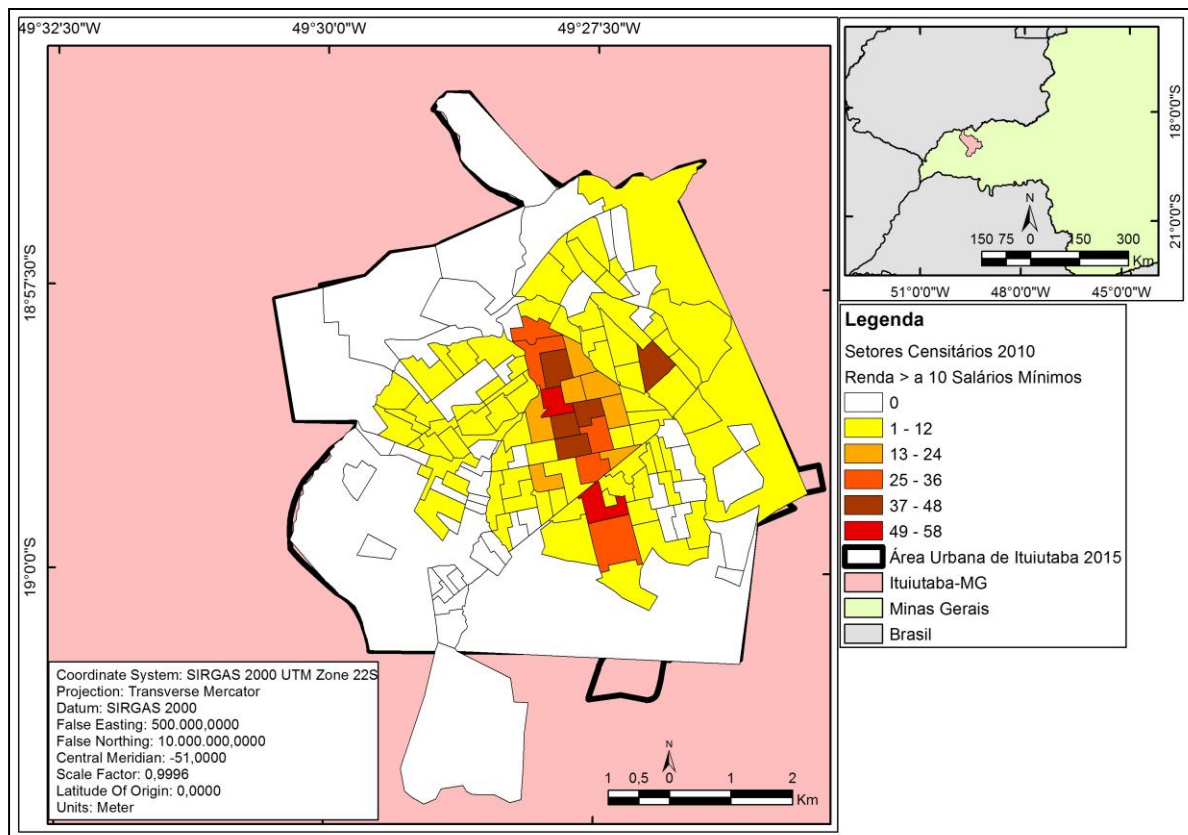 49°32'30"W
49°30'0"W
49°27'30"W
18°57'30"S
19°0'0"S
Coordinate System: SIRGAS 2000 UTM Zone 22S
Projection: Transverse Mercator
Datum: SIRGAS 2000
False Easting: 500.000,0000
False Northing: 10.000.000,0000
Central Meridian: -51,0000
Scale Factor: 0,9996
Latitude Of Origin: 0,0000
Units: Meter
N
1 0,5 0 1 2
Km
18°0'0"S
21°0'0"S
N
150 75 0 150 300
Km
51°0'0"W 48°0'0"W 45°0'0"W
Legenda
Setores Censitários 2010
Renda > a 10 Salários Mínimos
0
1 - 12
13 - 24
25 - 36
37 - 48
49 - 58
Área Urbana de Ituiutaba 2015
Ituiutaba-MG
Minas Gerais
Brasil